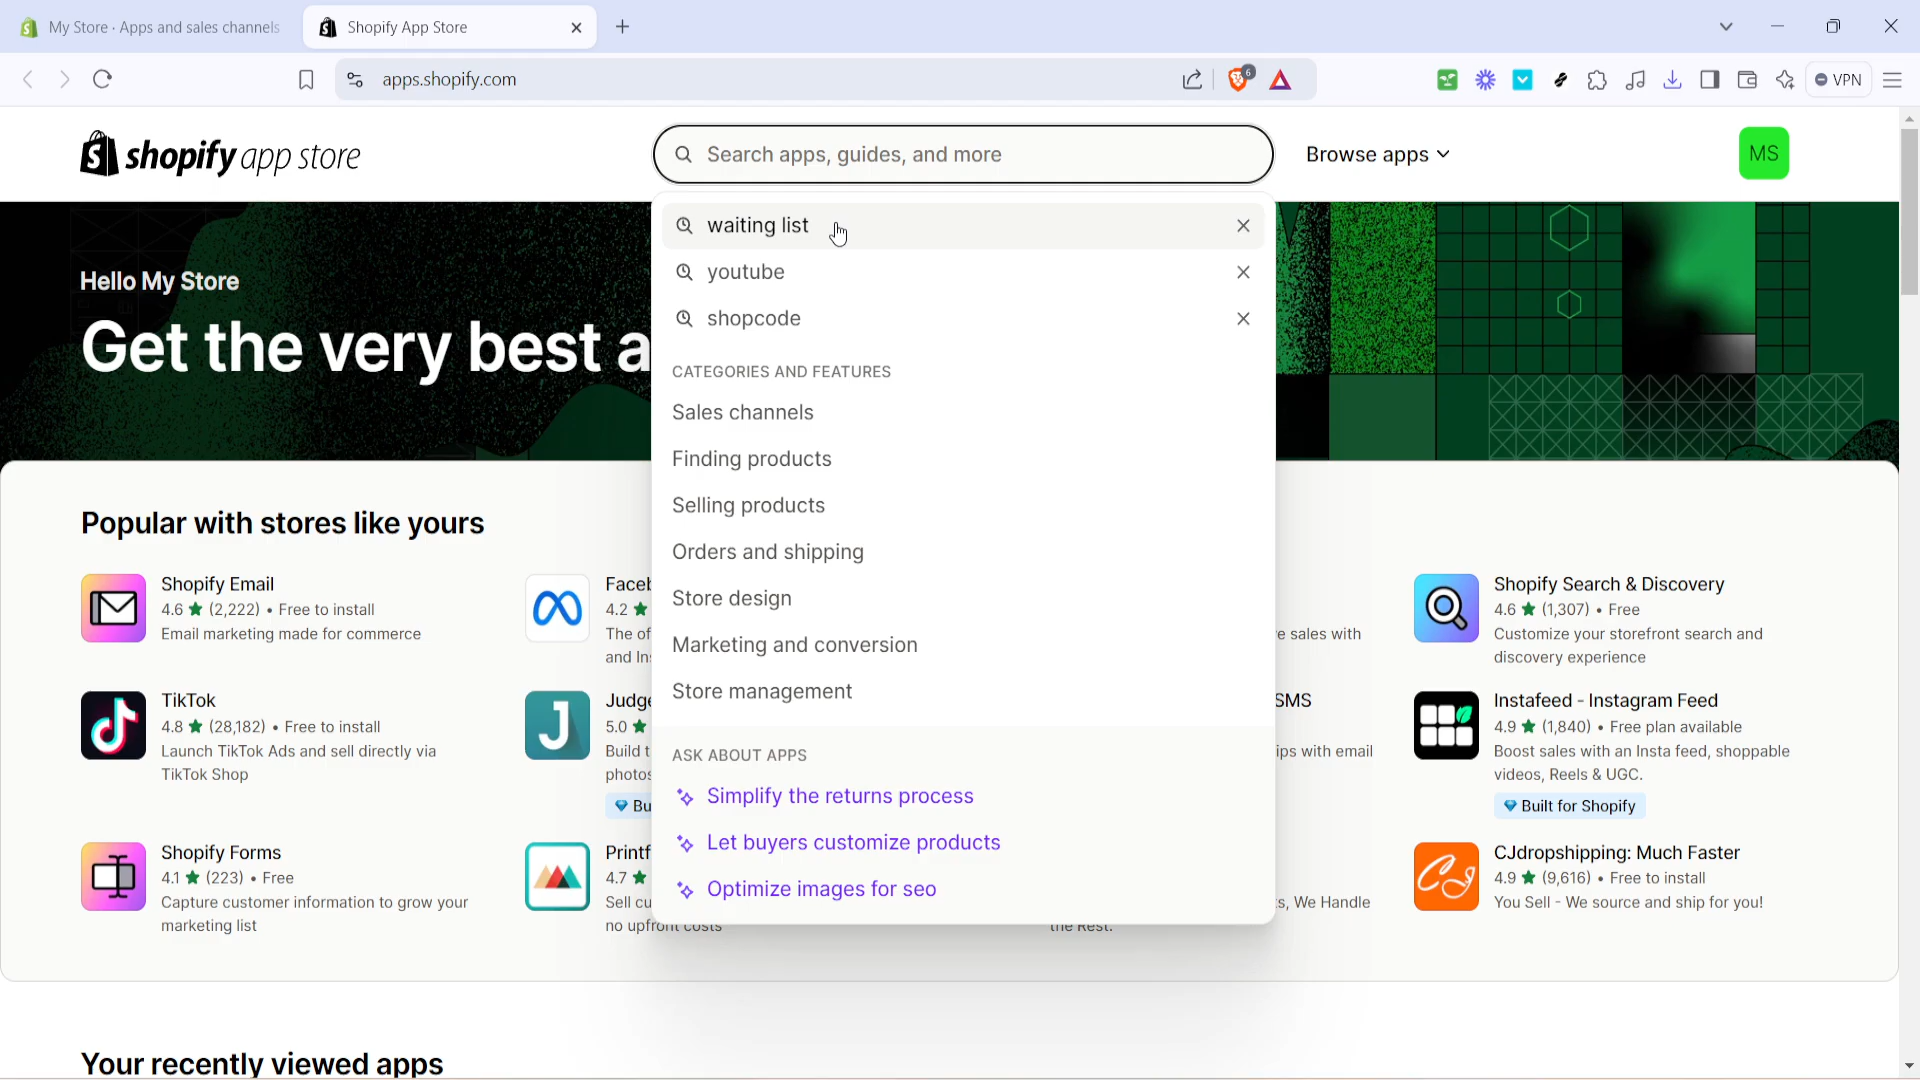 My Store · Apps and sales channels
Shopify App Store
apps.shopify.com
6
VPN
shopify app store
Search apps, guides, and more
Browse apps
MS
waiting list
youtube
shopcode
CATEGORIES AND FEATURES
Sales channels
Finding products
Selling products
Orders and shipping
Store design
Marketing and conversion
Store management
ASK ABOUT APPS
Simplify the returns process
Let buyers customize products
Optimize images for seo
Hello My Store
Get the very best a
Popular with stores like yours
Shopify Email
4.6 ★ (2,222) • Free to install
Email marketing made for commerce
Faceb
4.2 ★
The of
and In
e sales with
Shopify Search & Discovery
4.6 ★ (1,307) • Free
Customize your storefront search and
discovery experience
TikTok
4.8 ★ (28,182) • Free to install
Launch TikTok Ads and sell directly via
TikTok Shop
Judge
5.0 ★
Build t
photos
Bu
SMS
ips with email
Instafeed - Instagram Feed
4.9 ★ (1,840) • Free plan available
Boost sales with an Insta feed, shoppable
videos, Reels & UGC.
Built for Shopify
Shopify Forms
4.1 ★ (223) • Free
Capture customer information to grow your
marketing list
Printf
4.7 ★
Sell cu
no upfront costs
s, We Handle
the Rest.
CJdropshipping: Much Faster
4.9 ★ (9,616) • Free to install
You Sell - We source and ship for you!
Your recently viewed apps